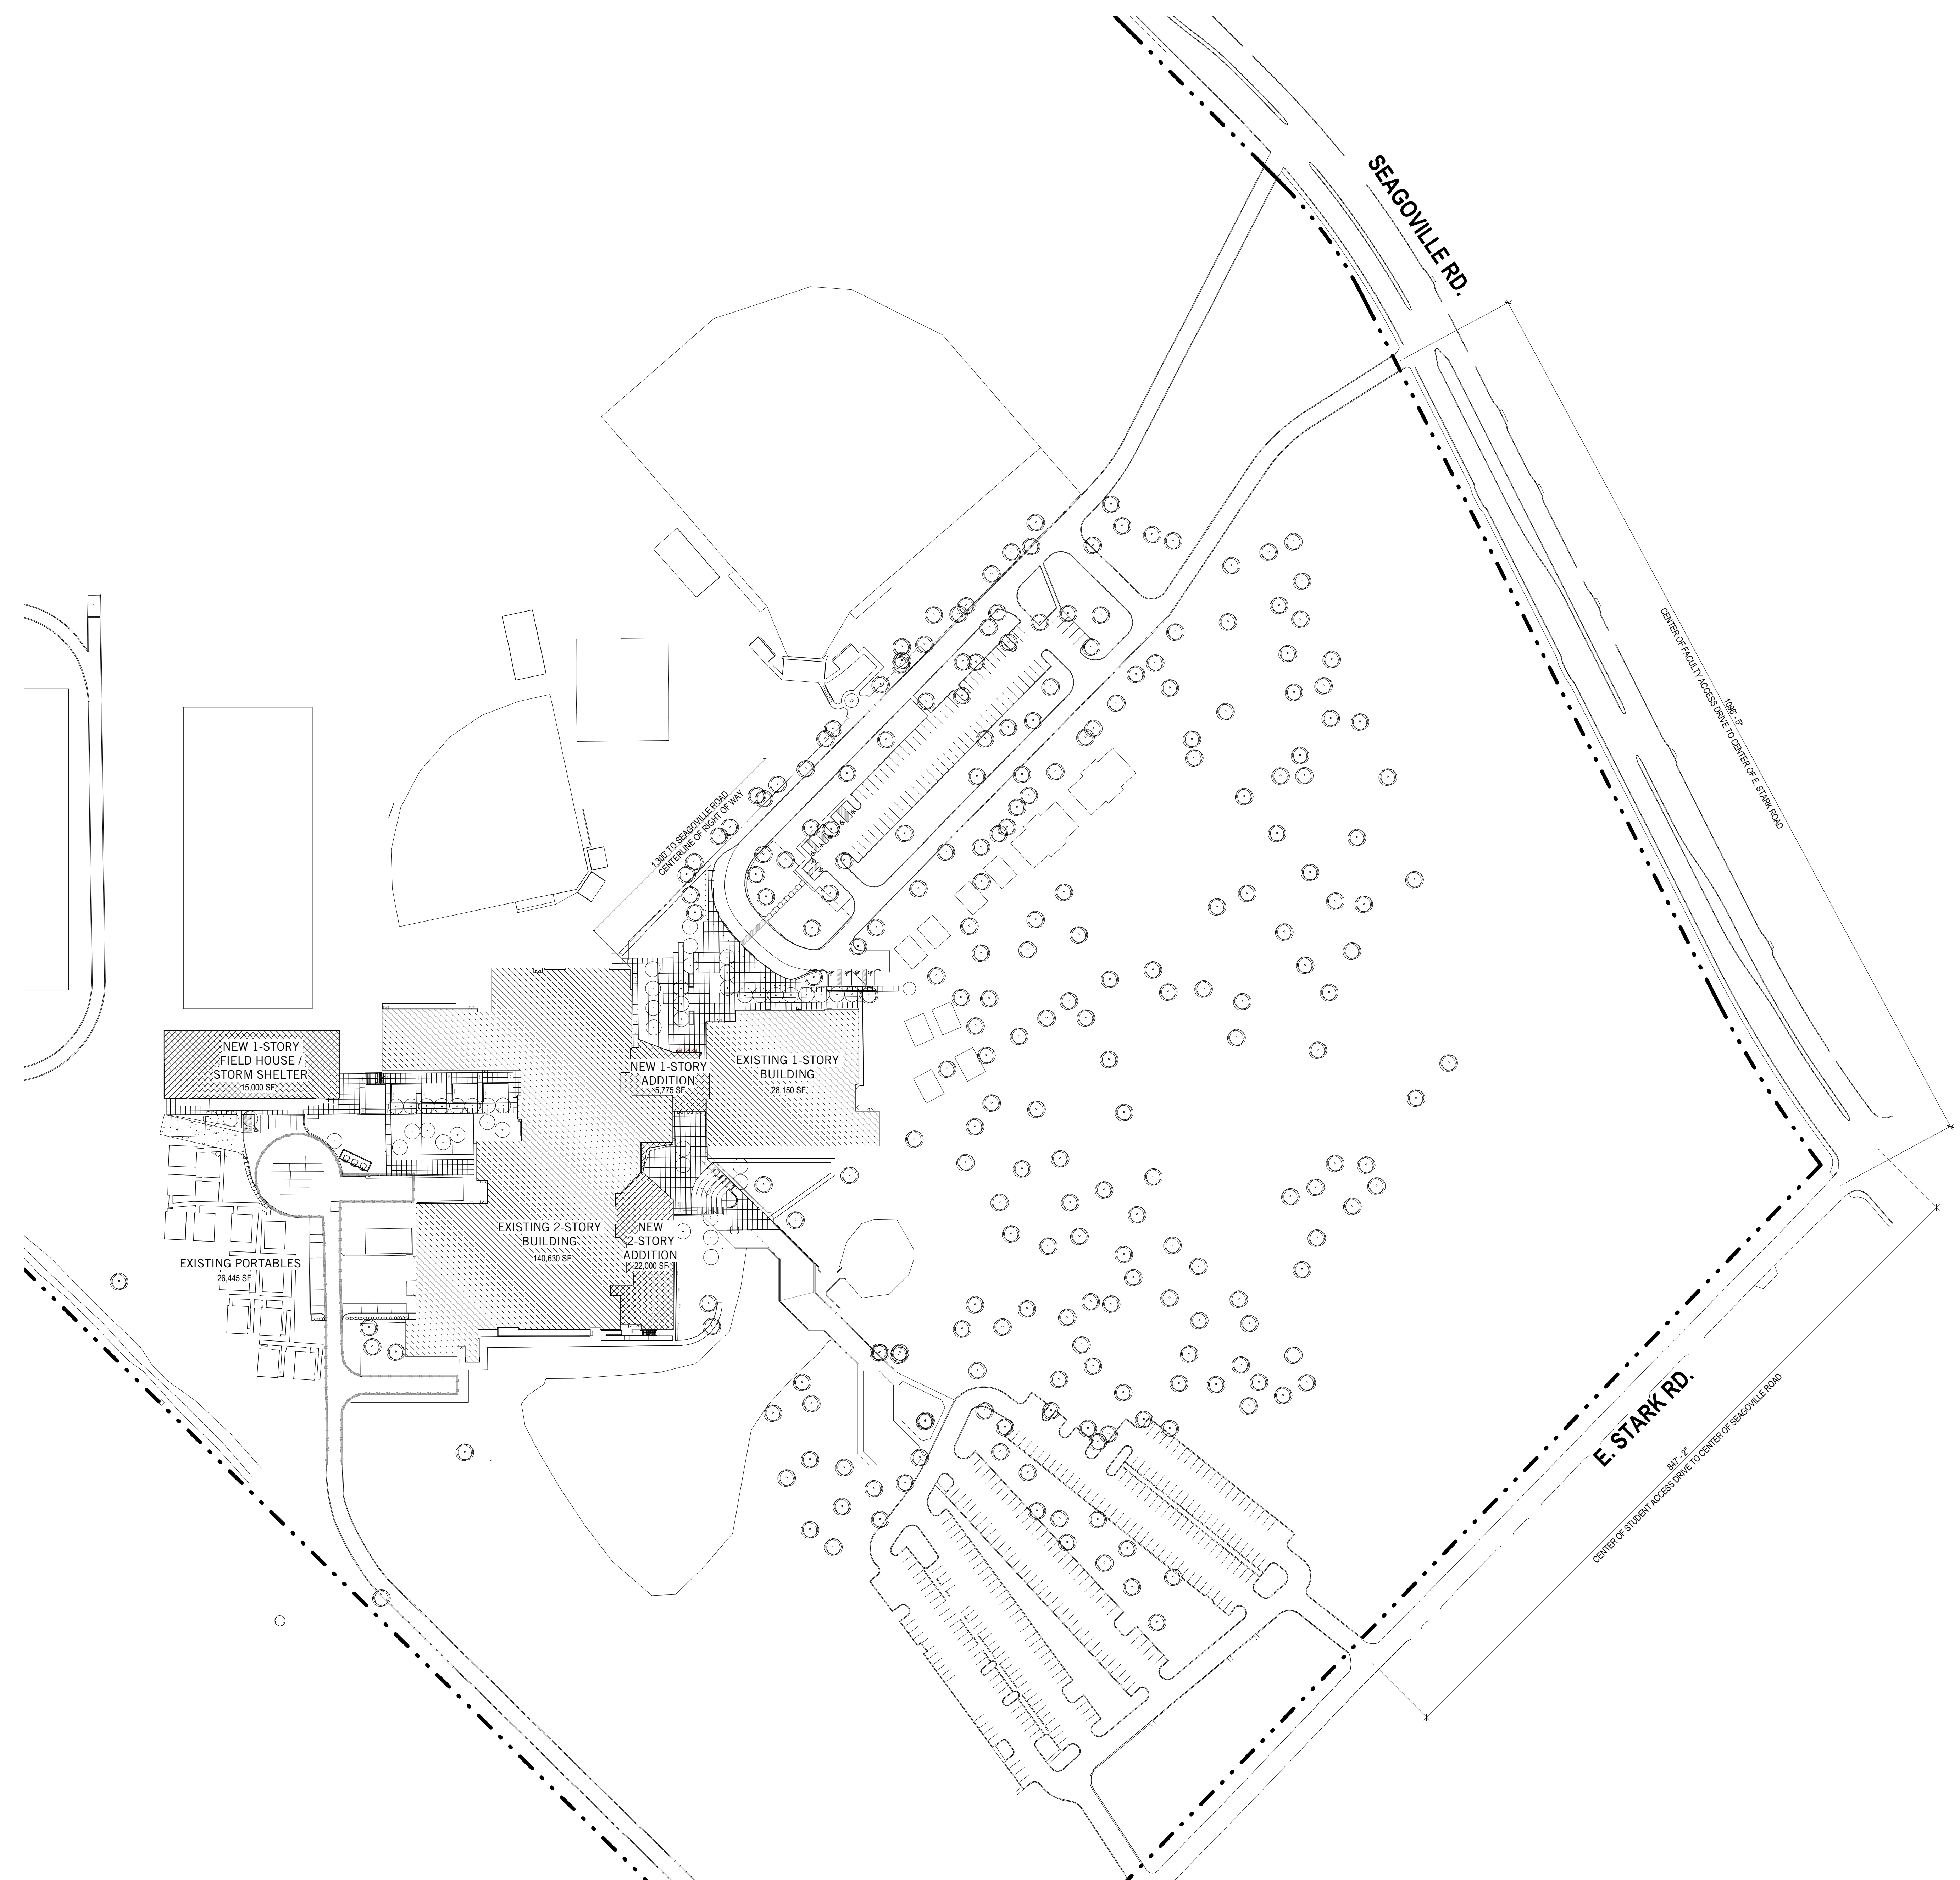 SEAGOVILLE RD.
1098' - 5"
CENTER OF FACULTY ACCESS DRIVE TO CENTER OF E. STARK ROAD
1,300' TO SEAGOVILLE ROAD
CENTERLINE OF RIGHT OF WAY
NEW 1-STORY
FIELD HOUSE /
STORM SHELTER
15,000 SF
NEW 1-STORY
ADDITION
5,775 SF
EXISTING 1-STORY
BUILDING
28,150 SF
EXISTING 2-STORY
BUILDING
140,630 SF
NEW
2-STORY
ADDITION
22,000 SF
EXISTING PORTABLES
26,445 SF
E. STARK RD.
847' - 2"
CENTER OF STUDENT ACCESS DRIVE TO CENTER OF SEAGOVILLE ROAD